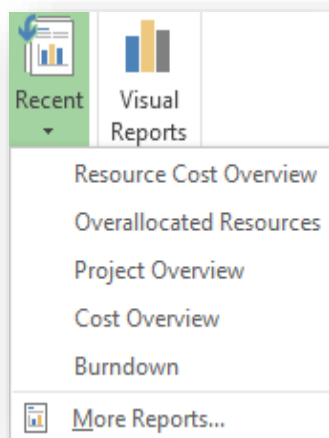 Recent
Visual
Reports
Resource Cost Overview
Overallocated Resources
Project Overview
Cost Overview
Burndown
More Reports...